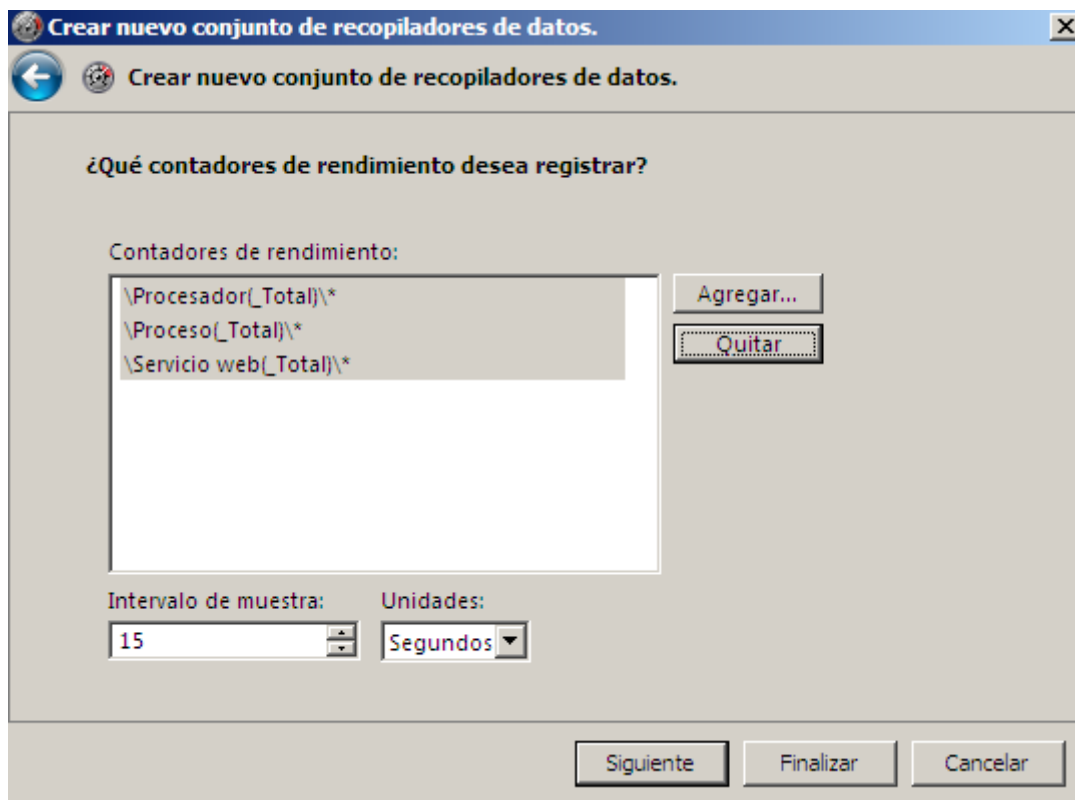 Crear nuevo conjunto de recopiladores de datos.
Crear nuevo conjunto de recopiladores de datos.
¿Qué contadores de rendimiento desea registrar?
Contadores de rendimiento:
\Procesador(_Total)\*
\Proceso(_Total)\*
\Servicio web(_Total)\*
Agregar...
Quitar
Intervalo de muestra:
Unidades:
15
Segundos
Siguiente
Finalizar
Cancelar